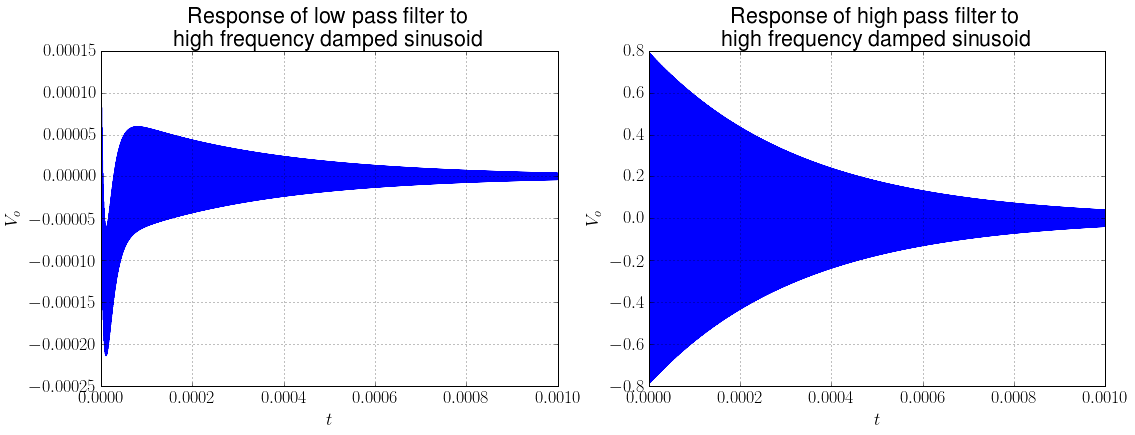 Response of low pass filter to
high frequency damped sinusoid
0.00015
0.00010
0.00005
0.00000
−0.00005
−0.00010
−0.00015
−0.00020
−0.00025
V_o
0.0000 0.0002 0.0004 0.0006 0.0008 0.0010
t
Response of high pass filter to
high frequency damped sinusoid
0.8
0.6
0.4
0.2
0.0
−0.2
−0.4
−0.6
−0.8
V_o
0.0000 0.0002 0.0004 0.0006 0.0008 0.0010
t